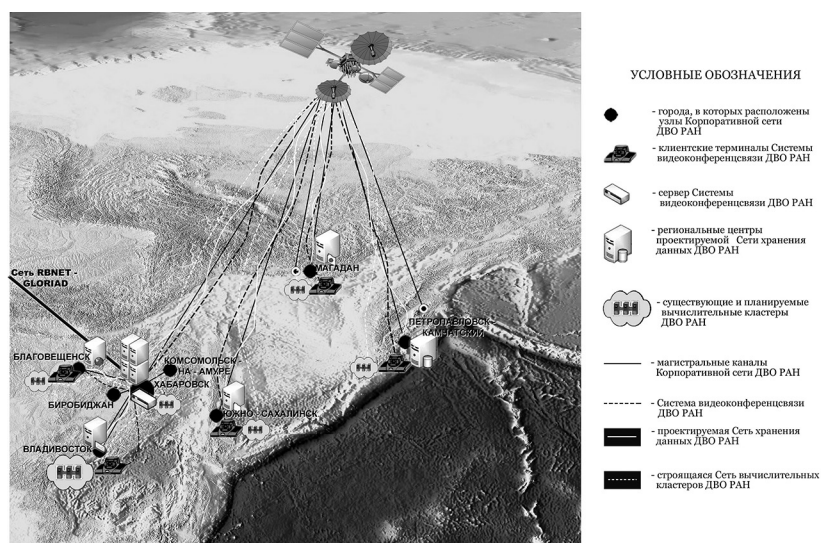 Сеть RBNET -
GLORIAD
МАГАДАН
ПЕТРОПАВЛОВСК
КАМЧАТСКИЙ
БЛАГОВЕЩЕНСК
КОМСОМОЛЬСК
НА - АМУРЕ
ХАБАРОВСК
БИРОБИДЖАН
ЮЖНО - САХАЛИНСК
ВЛАДИВОСТОК
УСЛОВНЫЕ ОБОЗНАЧЕНИЯ
- города, в которых расположены
узлы Корпоративной сети
ДВО РАН
- клиентские терминалы Системы
видеоконференцсвязи ДВО РАН
- сервер Системы
видеоконференцсвязи ДВО РАН
- региональные центры
проектируемой Сети хранения
данных ДВО РАН
- существующие и планируемые
вычислительные кластеры
ДВО РАН
- магистральные каналы
Корпоративной сети ДВО РАН
- Система видеоконференцсвязи
ДВО РАН
- проектируемая Сеть хранения
данных ДВО РАН
- строящаяся Сеть вычислительных
кластеров ДВО РАН